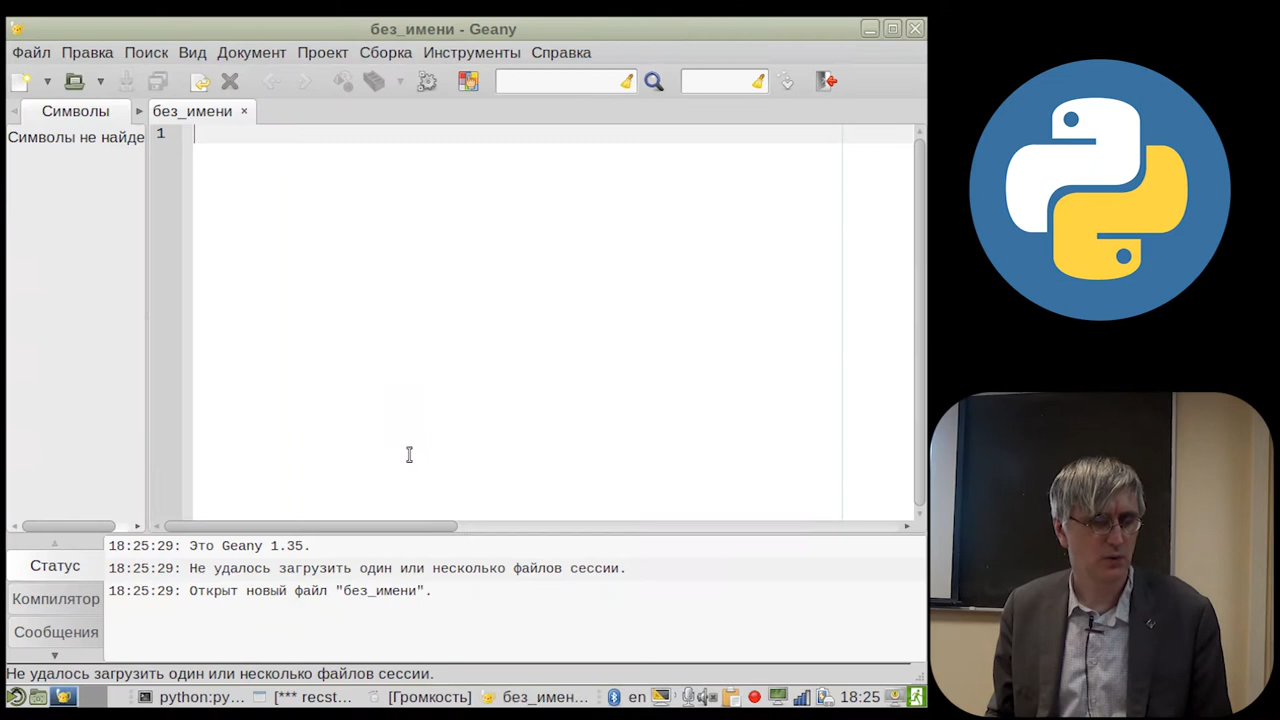 без_имени - Geany
Файл Правка Поиск Вид Документ Проект Сборка Инструменты Справка
Символы без_имени ×
Символы не найде
1
18:25:29: Это Geany 1.35.
Статус
18:25:29: Не удалось загрузить один или несколько файлов сессии.
18:25:29: Открыт новый файл "без_имени".
Компилятор
Сообщения
Не удалось загрузить один или несколько файлов сессии.
python:py... [*** recst... [Громкость] без_имен... en 18:25